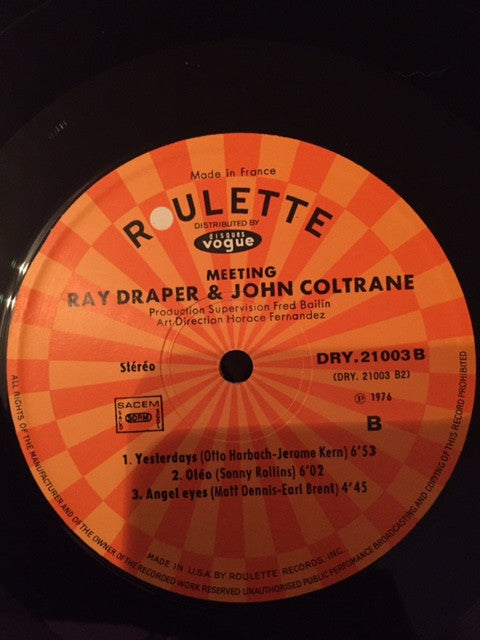 Made in France
ROULETTE
DISTRIBUTED BY
disques
vogue
MEETING
RAY DRAPER & JOHN COLTRANE
Production Supervision Fred Bailin
Art Direction Horace Fernandez
Stéréo
DRY. 21003 B
(DRY. 21003 B2)
SACEM
SACD
SDRM
SGDL
℗ 1976
B
1. Yesterdays (Otto Harbach-Jerome Kern) 6'53
2. Oléo (Sonny Rollins) 6'02
3. Angel eyes (Matt Dennis-Earl Brent) 4'45
MADE IN U.S.A. BY ROULETTE RECORDS, INC.
ALL RIGHTS OF THE MANUFACTURER AND OF THE OWNER OF THE RECORDED WORK RESERVED UNAUTHORISED PUBLIC PERFOMANCE BROADCASTING AND COPYING OF THIS RECORD PROHIBITED